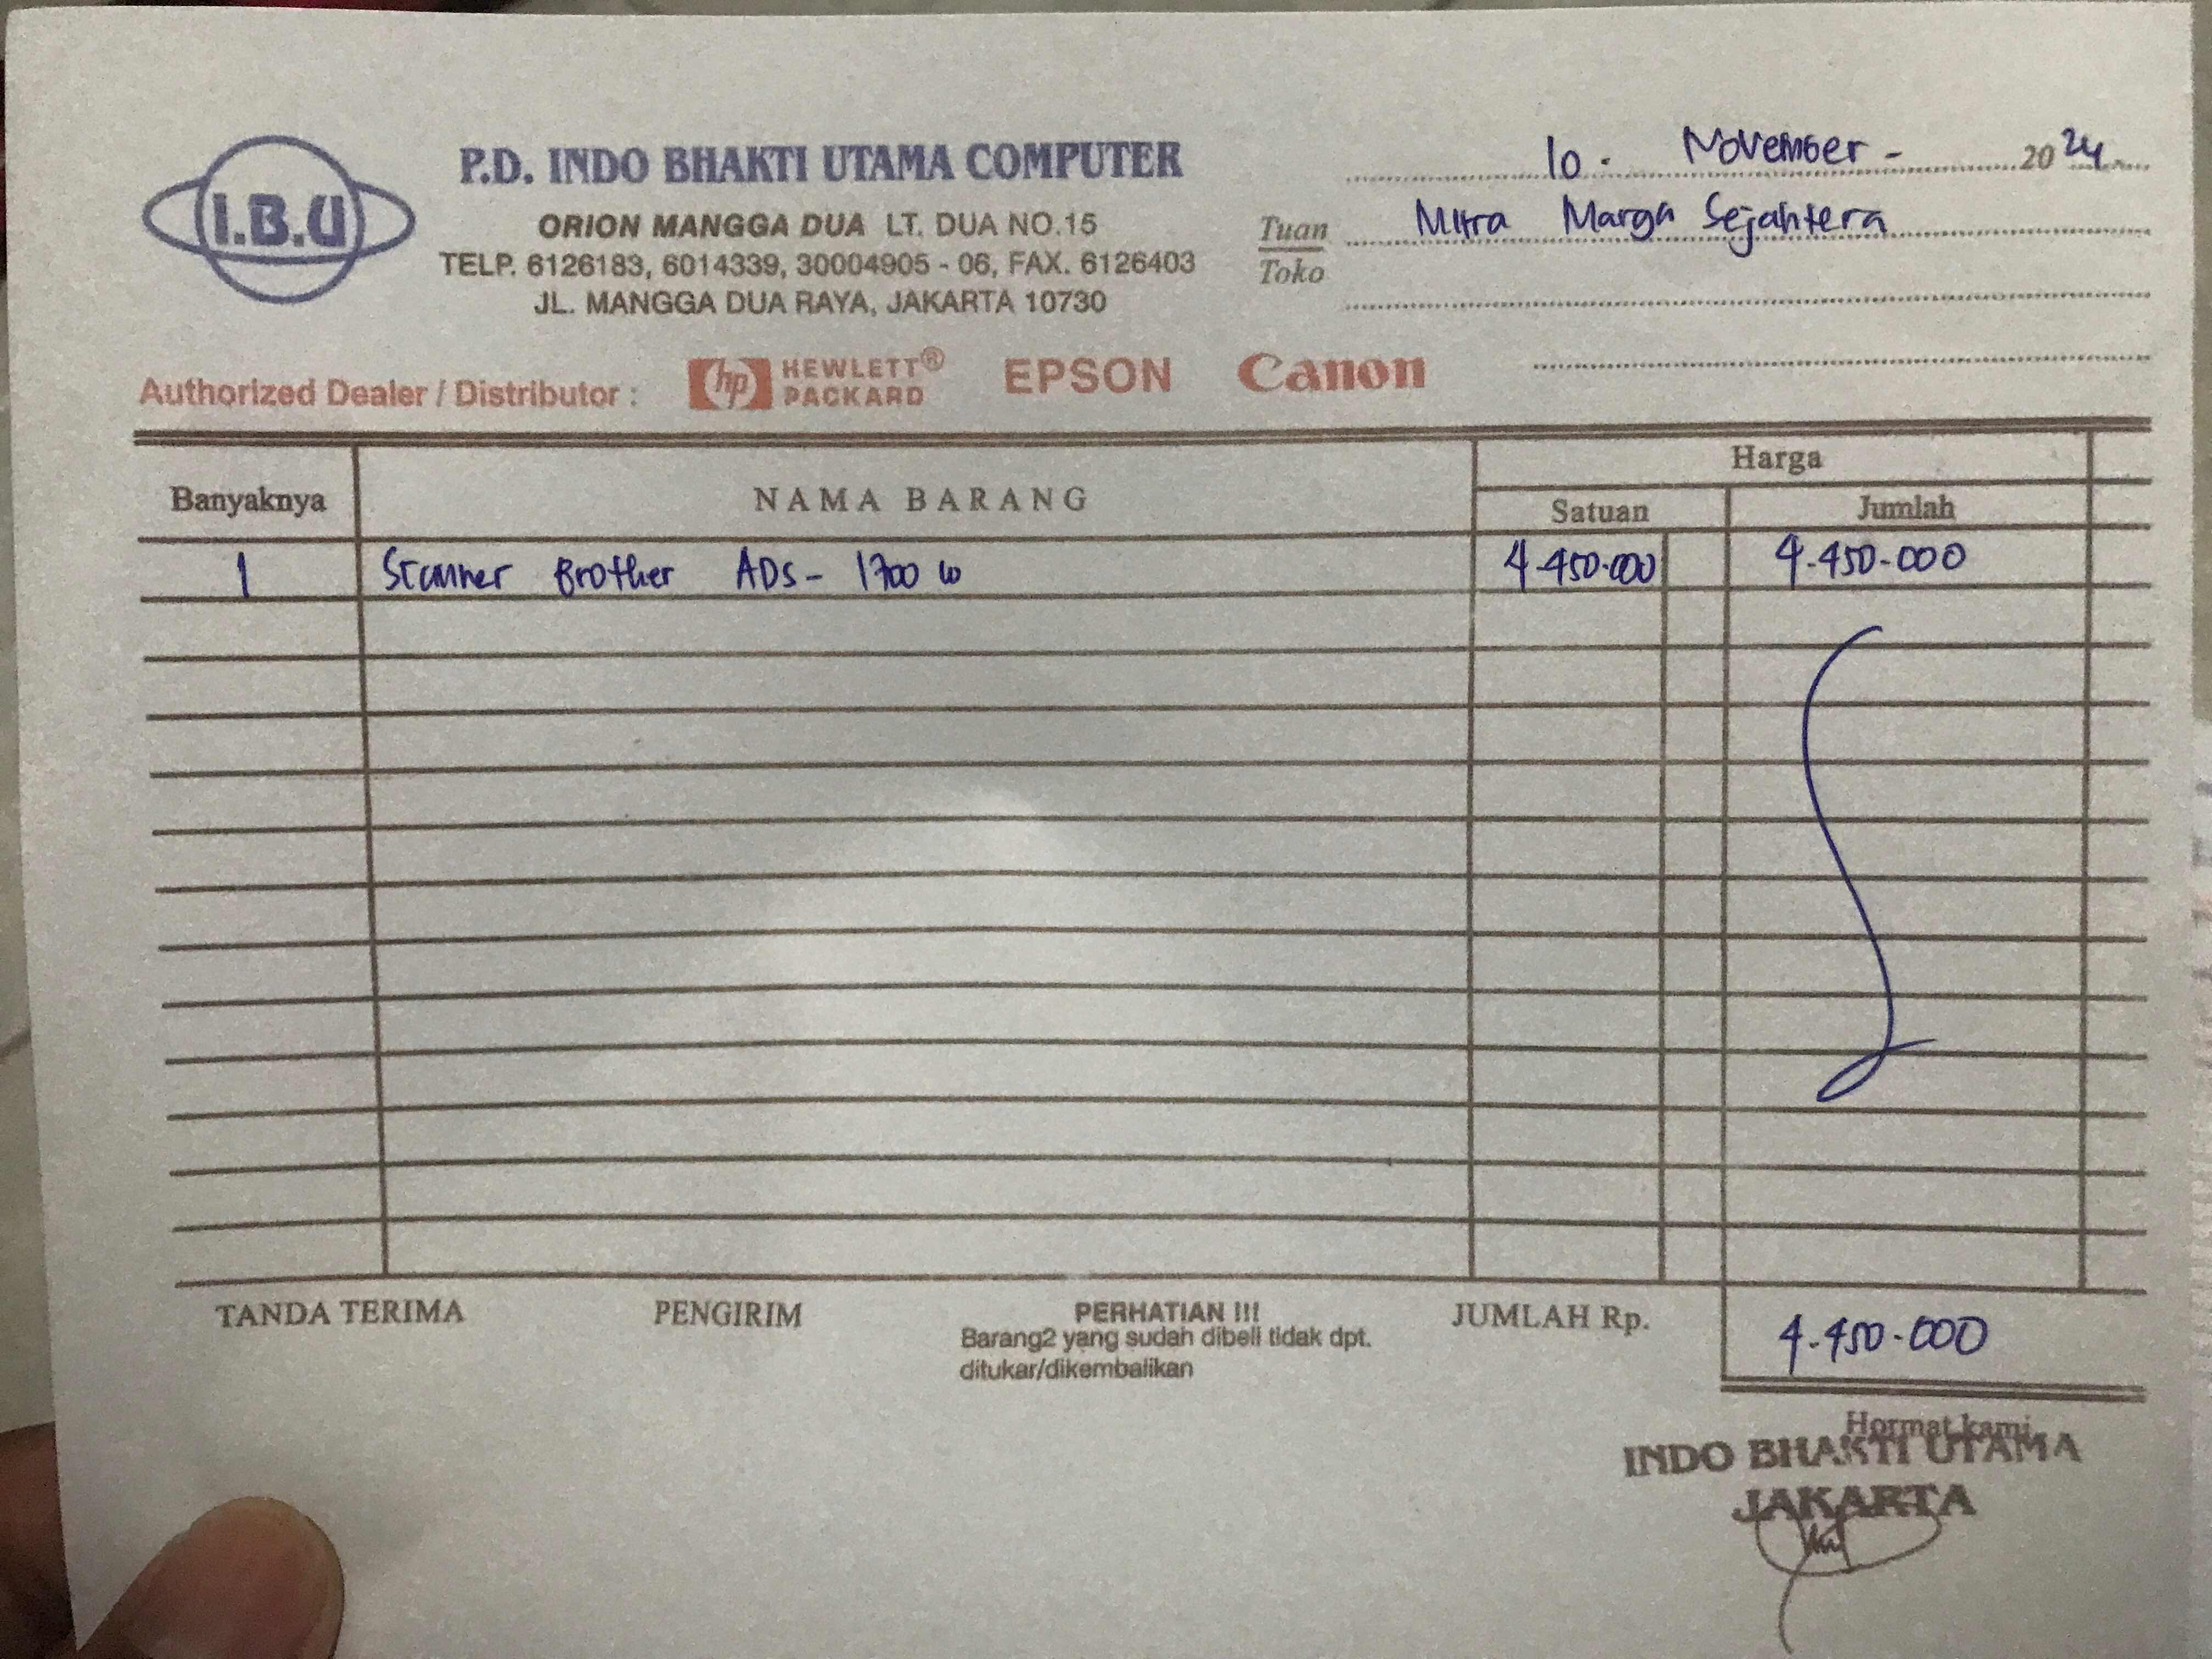 I.B.U
P.D. INDO BHAKTI UTAMA COMPUTER
ORION MANGGA DUA LT. DUA NO.15
TELP. 6126183, 6014339, 30004905 - 06, FAX. 6126403
JL. MANGGA DUA RAYA, JAKARTA 10730
10 - November - 2024
Tuan Mitra Marga Sejahtera
Toko
Authorized Dealer / Distributor : hp HEWLETT® PACKARD EPSON Canon
Banyaknya NAMA BARANG Harga
Satuan Jumlah
1 Scanner Brother ADS - 1700 w 4.450.000 4.450.000
TANDA TERIMA PENGIRIM PERHATIAN !!! JUMLAH Rp. 4.450.000
Barang2 yang sudah dibeli tidak dpt.
ditukar/dikembalikan
Hormat kami,
INDO BHAKTI UTAMA
JAKARTA